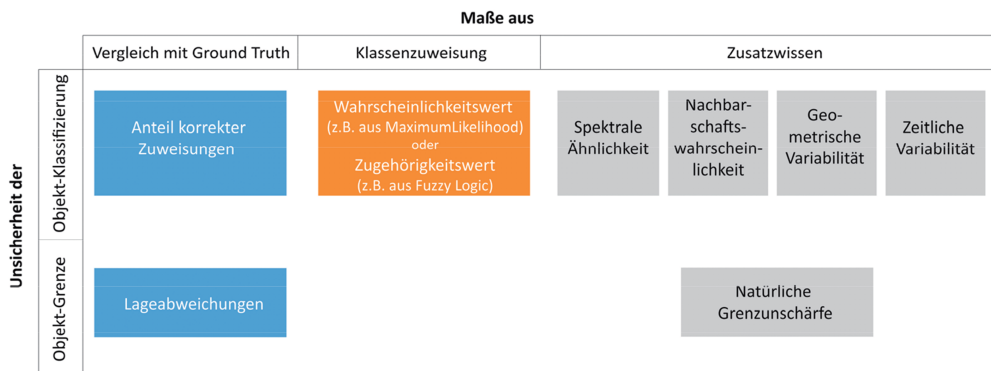 Maße aus
Vergleich mit Ground Truth
Klassenzuweisung
Zusatzwissen
Unsicherheit der
Objekt-Klassifizierung
Anteil korrekter
Zuweisungen
Wahrscheinlichkeitswert
(z.B. aus MaximumLikelihood)
oder
Zugehörigkeitswert
(z.B. aus Fuzzy Logic)
Spektrale
Ähnlichkeit
Nachbar-
schafts-
wahrschein-
lichkeit
Geo-
metrische
Variabilität
Zeitliche
Variabilität
Objekt-Grenze
Lageabweichungen
Natürliche
Grenzunschärfe